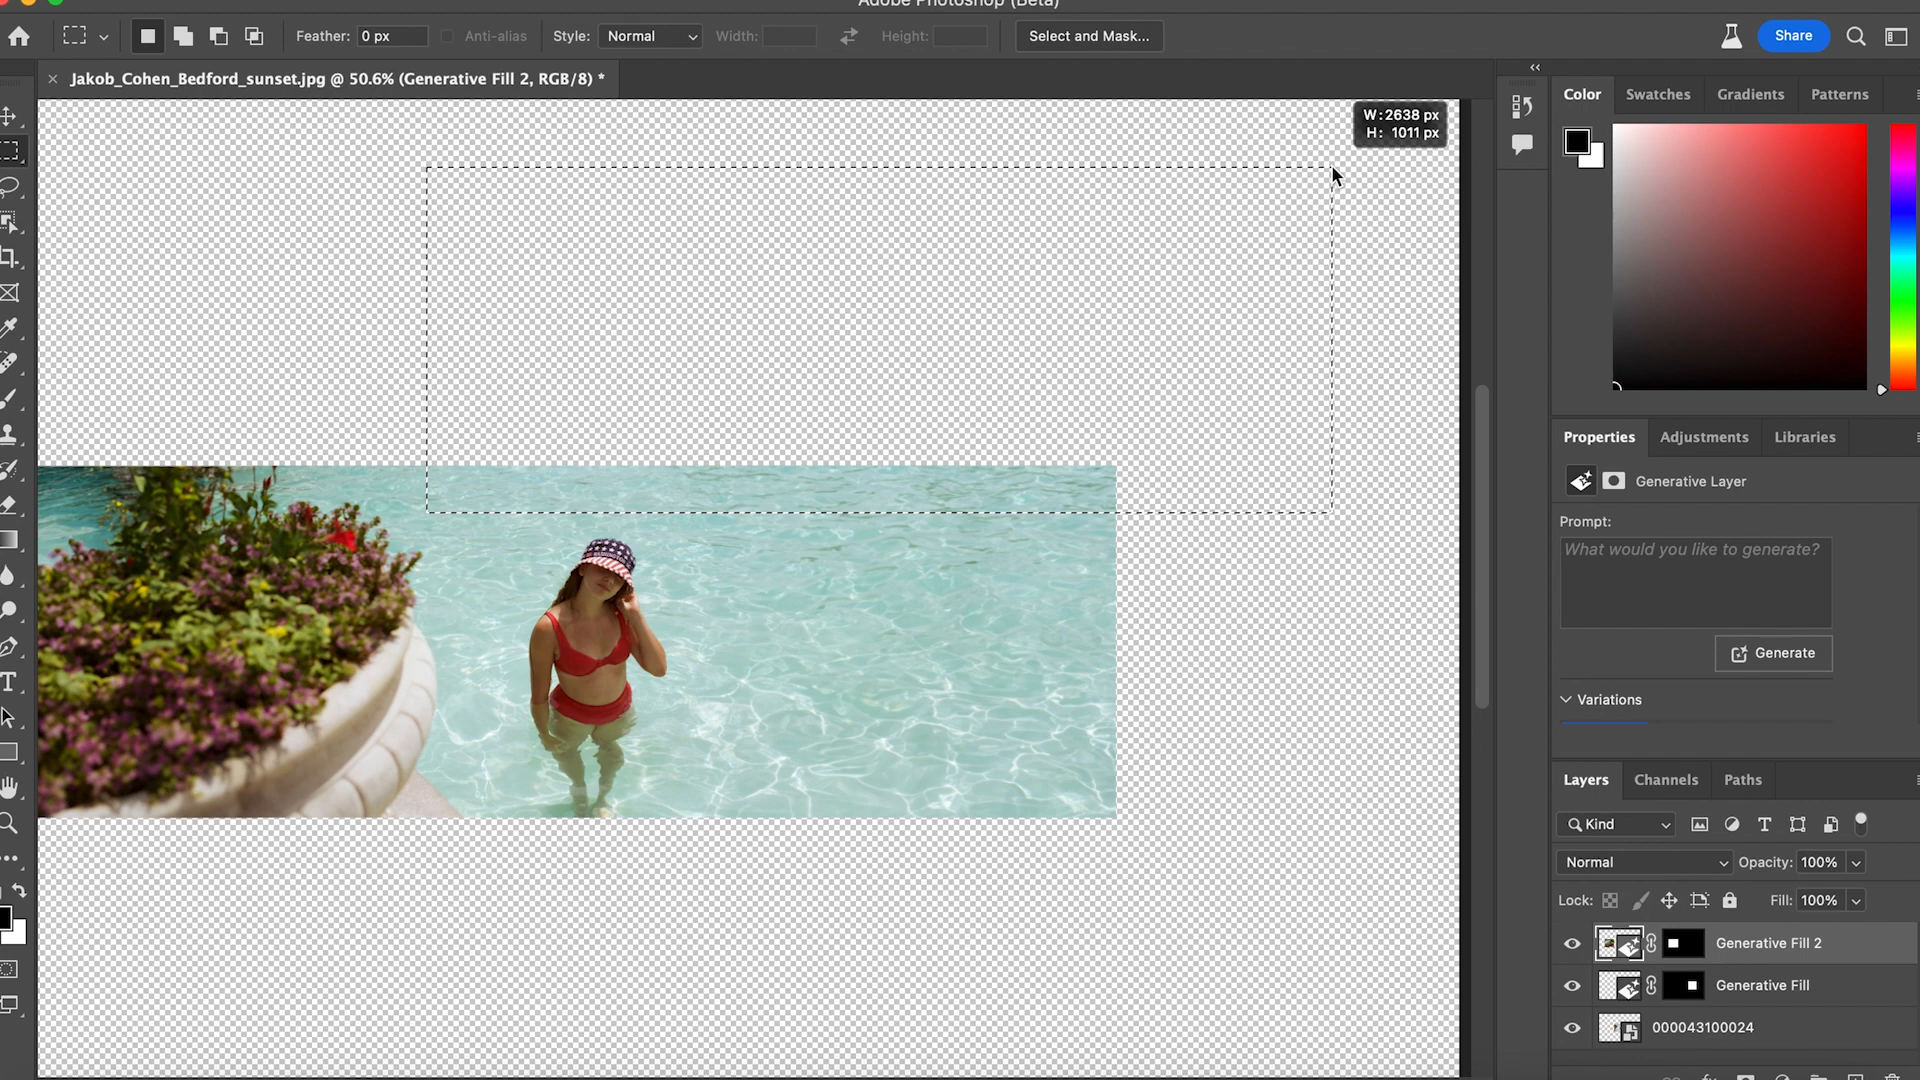 Adobe Photoshop (Beta)
Feather: 0 px Anti-alias Style: Normal Width: Height: Select and Mask... Share
× Jakob_Cohen_Bedford_sunset.jpg @ 50.6% (Generative Fill 2, RGB/8) *
Color Swatches Gradients Patterns
W: 2638 px
H: 1011 px
Properties Adjustments Libraries
Generative Layer
Prompt:
What would you like to generate?
Generate
Variations
Layers Channels Paths
Kind
Normal Opacity: 100%
Lock: Fill: 100%
Generative Fill 2
Generative Fill
000043100024